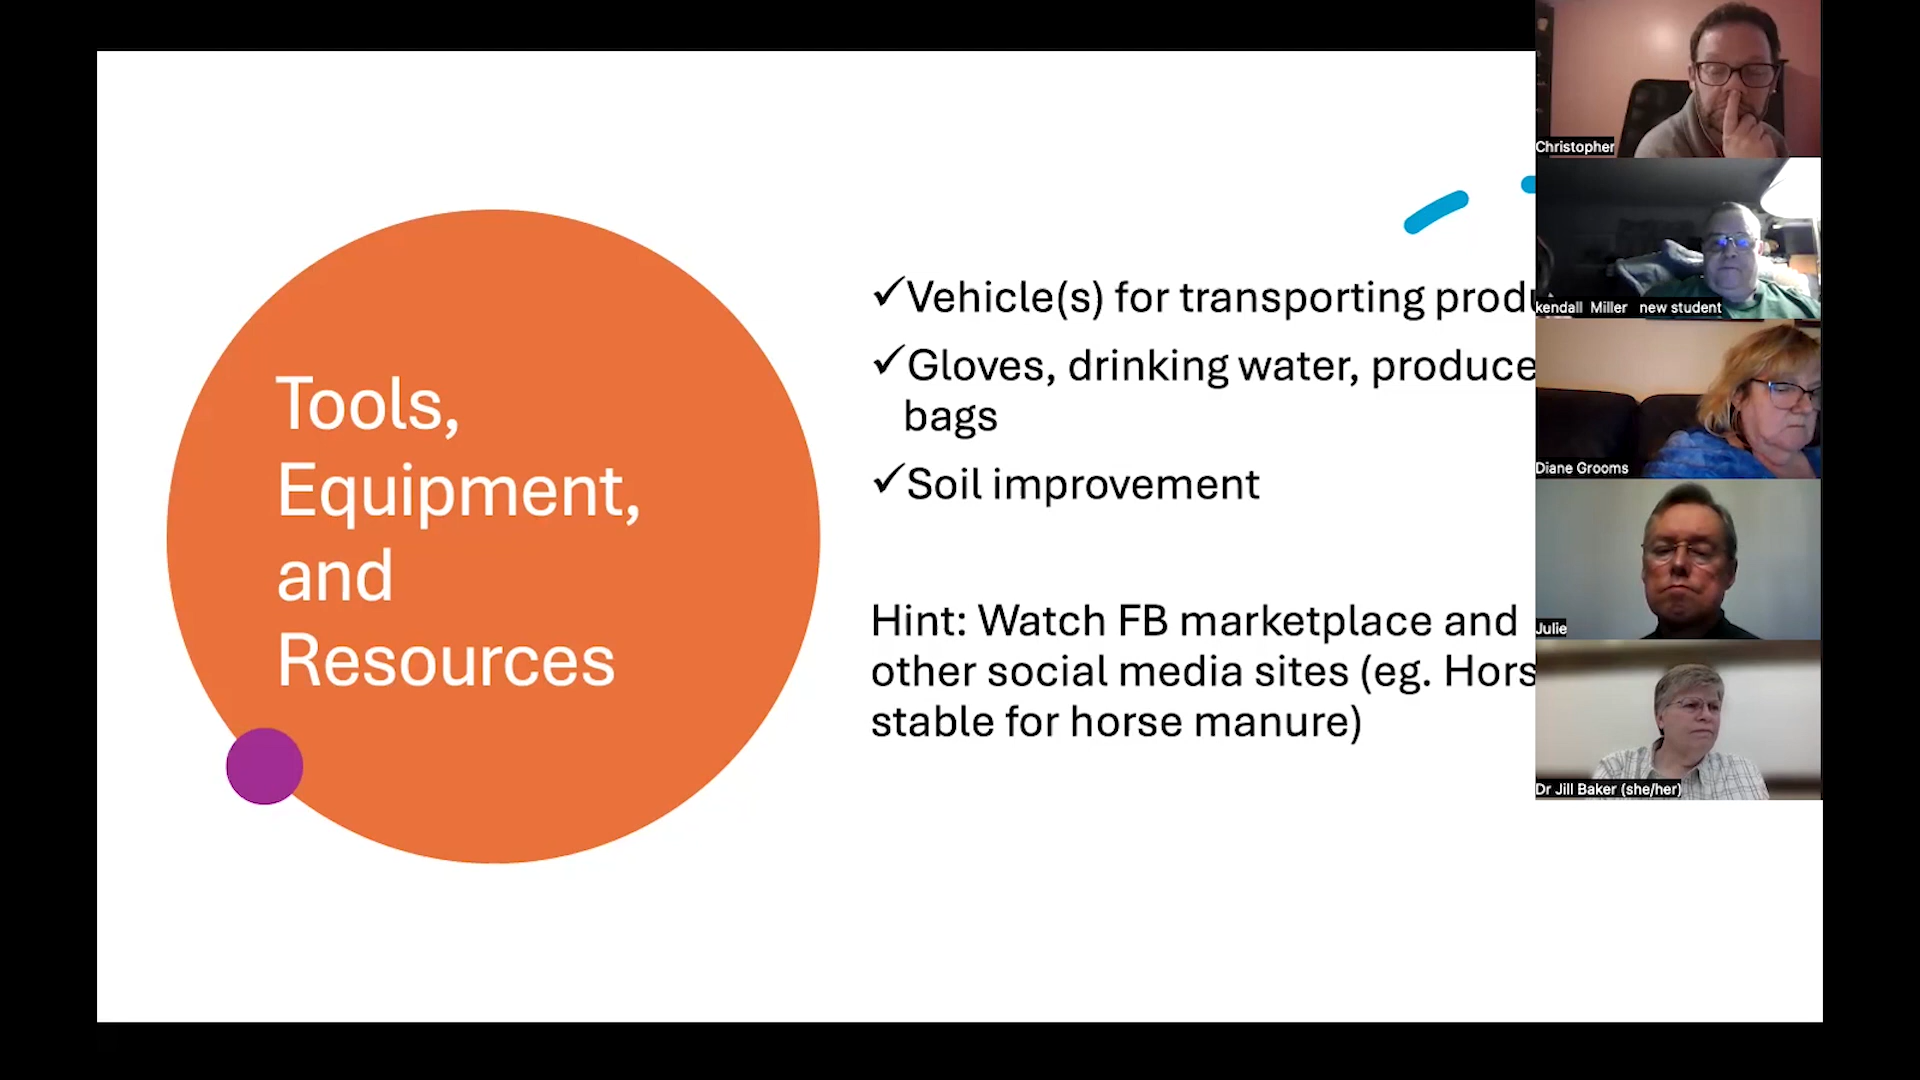 Tools,
Equipment,
and
Resources
✓Vehicle(s) for transporting
✓Gloves, drinking water, produce
bags
✓Soil improvement
Hint: Watch FB marketplace and
other social media sites (eg.
stable for horse manure)
Christopher
kendall Miller new student
Diane Grooms
Julie
Dr Jill Baker (she/her)